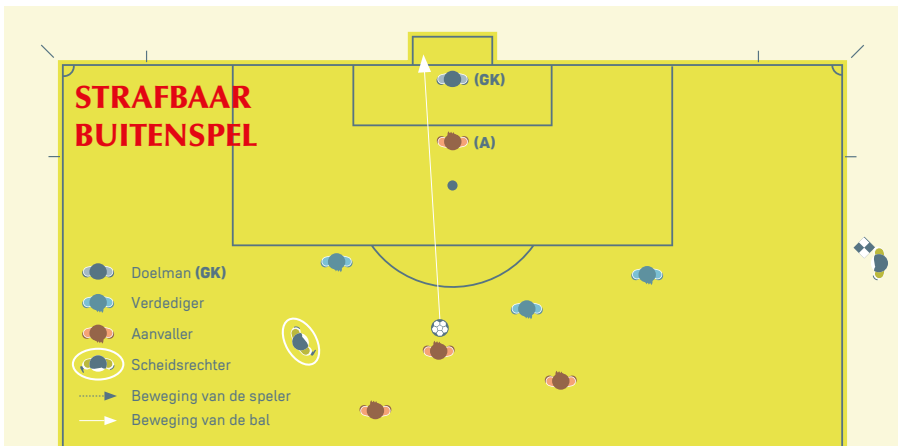 (GK)
STRAFBAAR
BUITENSPEL
(A)
Doelman (GK)
Verdediger
Aanvaller
Scheidsrechter
Beweging van de speler
Beweging van de bal